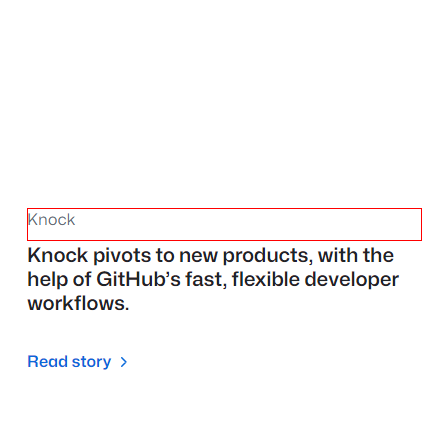 Knock
Knock pivots to new products, with the
help of GitHub’s fast, flexible developer
workflows.
Read story